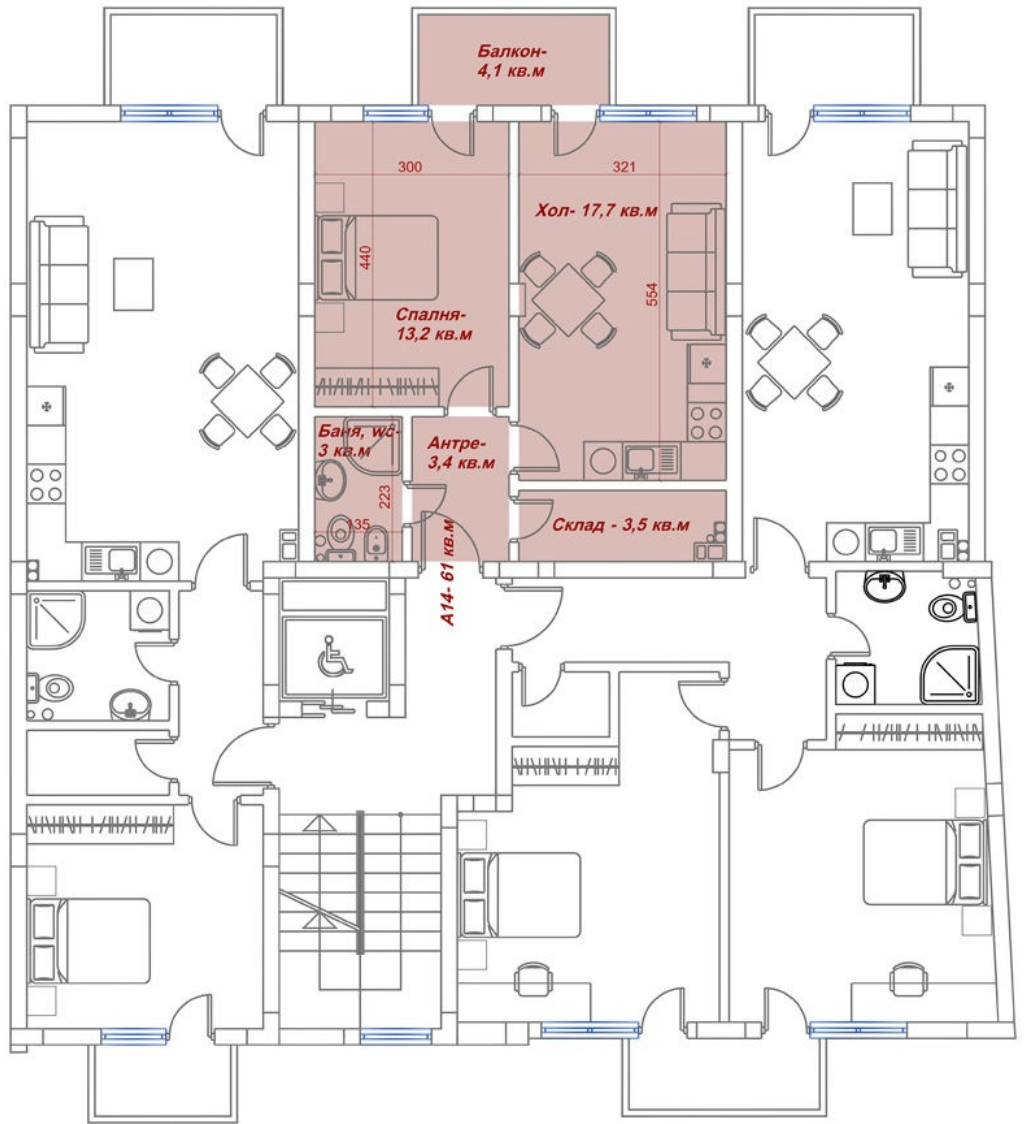 Балкон-
4,1 кв.м
300
321
Хол- 17,7 кв.м
440
554
Спалня-
13,2 кв.м
Баня, wc-
3 кв.м
Антре-
3,4 кв.м
223
135
Склад - 3,5 кв.м
А14- 61 кв.м